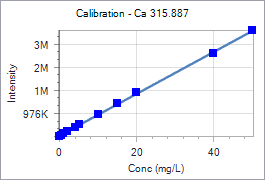 Calibration - Ca 315.887
3M
2M
1M
976K
Intensity
0
20
40
Conc (mg/L)